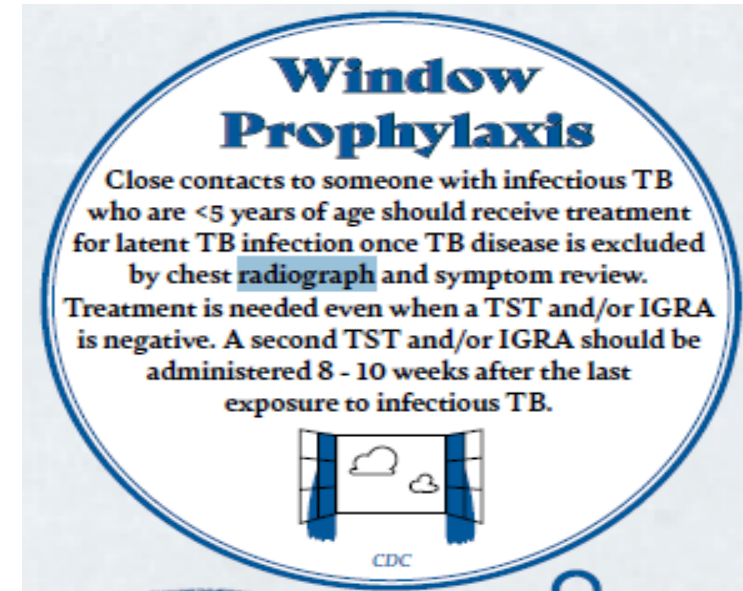 Window
Prophylaxis
Close contacts to someone with infectious TB
who are <5 years of age should receive treatment
for latent TB infection once TB disease is excluded
by chest radiograph and symptom review.
Treatment is needed even when a TST and/or IGRA
is negative. A second TST and/or IGRA should be
administered 8 - 10 weeks after the last
exposure to infectious TB.
CDC